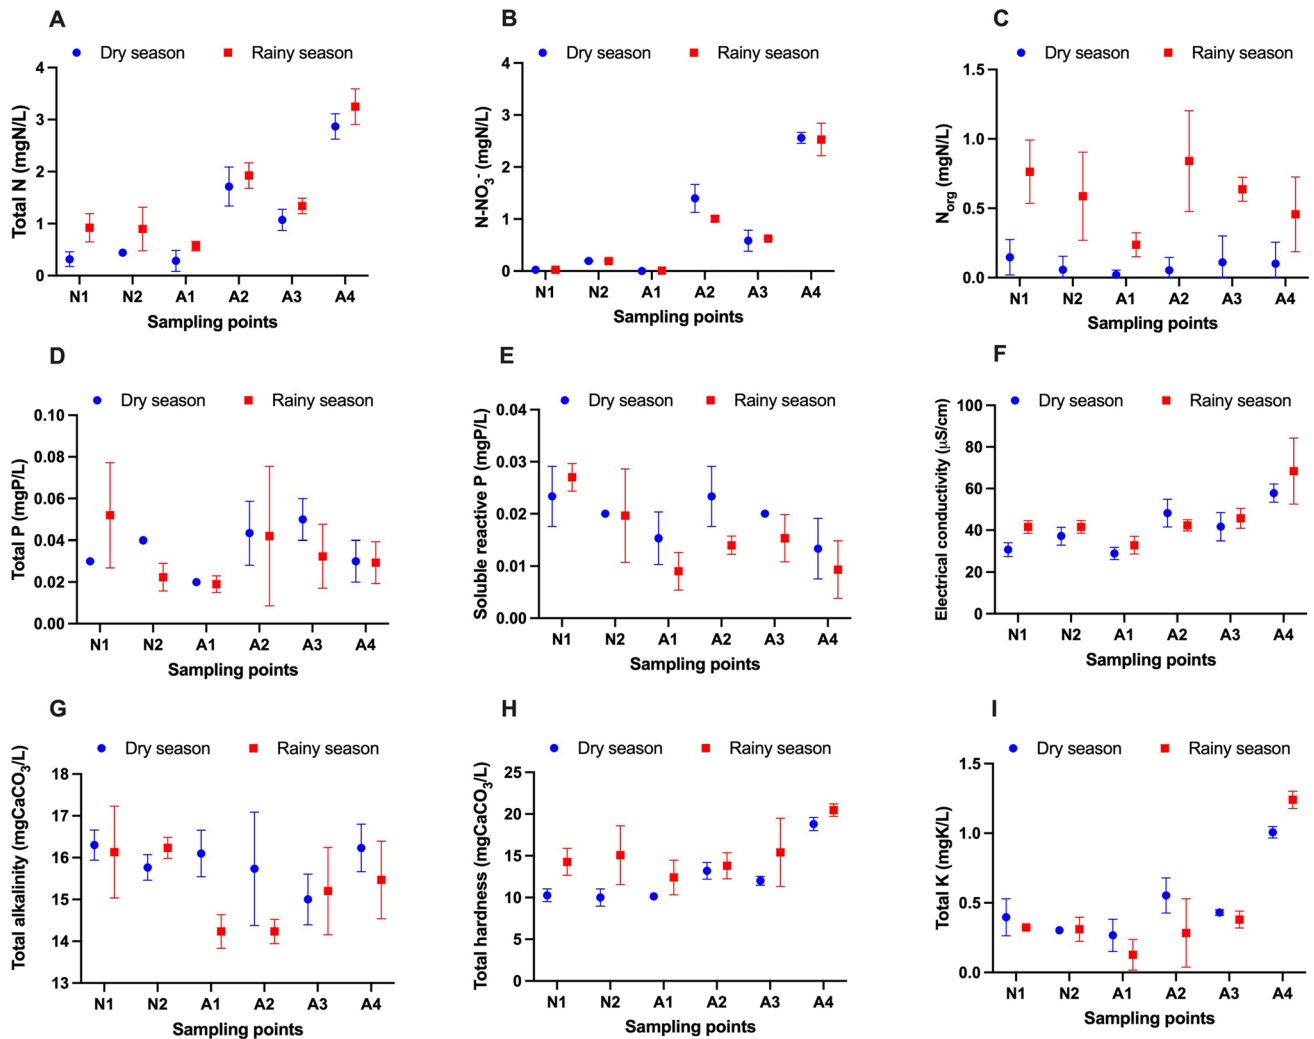 A
Dry season Rainy season
Total N (mgN/L)
4
3
2
1
0
N1 N2 A1 A2 A3 A4
Sampling points
B
Dry season Rainy season
N-NO3- (mgN/L)
4
3
2
1
0
N1 N2 A1 A2 A3 A4
Sampling points
C
Dry season Rainy season
Norg (mgN/L)
1.5
1.0
0.5
0.0
N1 N2 A1 A2 A3 A4
Sampling points
D
Dry season Rainy season
Total P (mgP/L)
0.10
0.08
0.06
0.04
0.02
0.00
N1 N2 A1 A2 A3 A4
Sampling points
E
Dry season Rainy season
Soluble reactive P (mgP/L)
0.04
0.03
0.02
0.01
0.00
N1 N2 A1 A2 A3 A4
Sampling points
F
Dry season Rainy season
Electrical conductivity (μS/cm)
100
80
60
40
20
0
N1 N2 A1 A2 A3 A4
Sampling points
G
Dry season Rainy season
Total alkalinity (mgCaCO3/L)
18
17
16
15
14
13
N1 N2 A1 A2 A3 A4
Sampling points
H
Dry season Rainy season
Total hardness (mgCaCO3/L)
25
20
15
10
5
0
N1 N2 A1 A2 A3 A4
Sampling points
I
Dry season Rainy season
Total K (mgK/L)
1.5
1.0
0.5
0.0
N1 N2 A1 A2 A3 A4
Sampling points